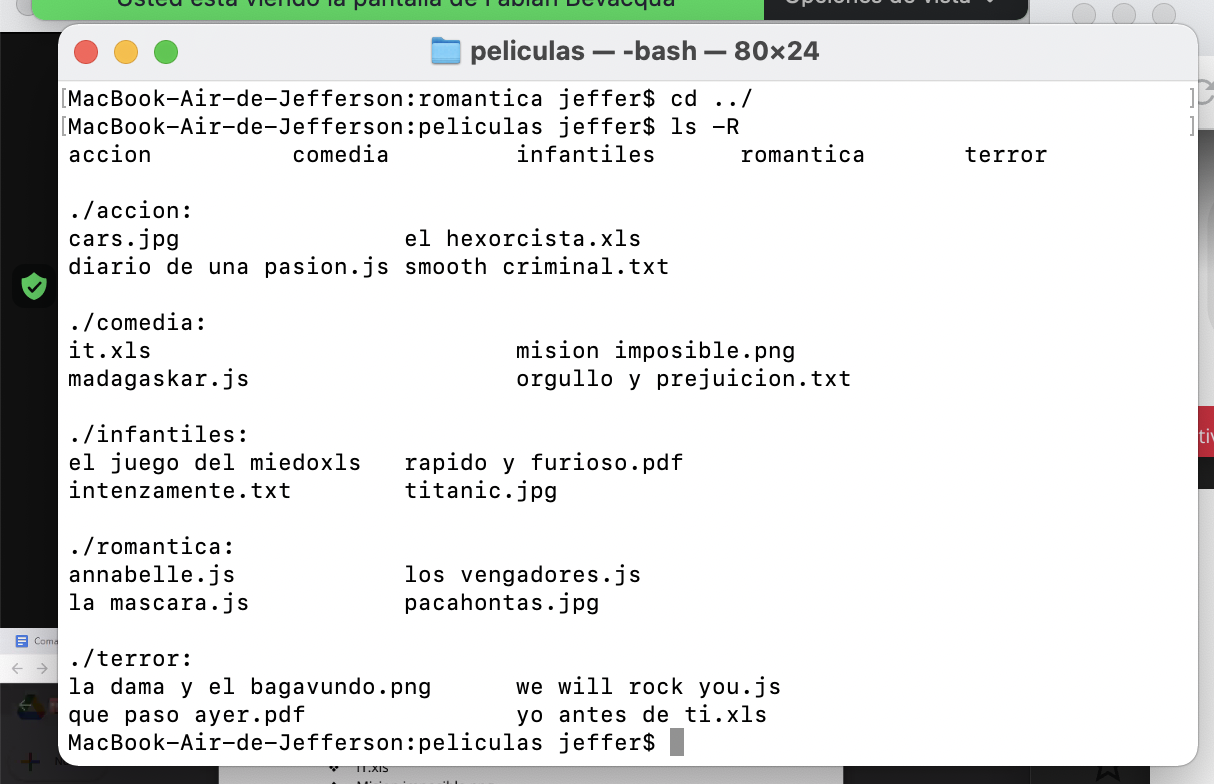 Usted está viendo la pantalla de Fabian Bevacqua
Opciones de vista
peliculas — -bash — 80×24
[MacBook-Air-de-Jefferson:romantica jeffer$ cd ../ ]
[MacBook-Air-de-Jefferson:peliculas jeffer$ ls -R ]
accion comedia infantiles romantica terror
./accion:
cars.jpg el hexorcista.xls
diario de una pasion.js smooth criminal.txt
./comedia:
it.xls mision imposible.png
madagaskar.js orgullo y prejuicion.txt
./infantiles:
el juego del miedoxls rapido y furioso.pdf
intenzamente.txt titanic.jpg
./romantica:
annabelle.js los vengadores.js
la mascara.js pacahontas.jpg
./terror:
la dama y el bagavundo.png we will rock you.js
que paso ayer.pdf yo antes de ti.xls
MacBook-Air-de-Jefferson:peliculas jeffer$
Coma
IT.xls